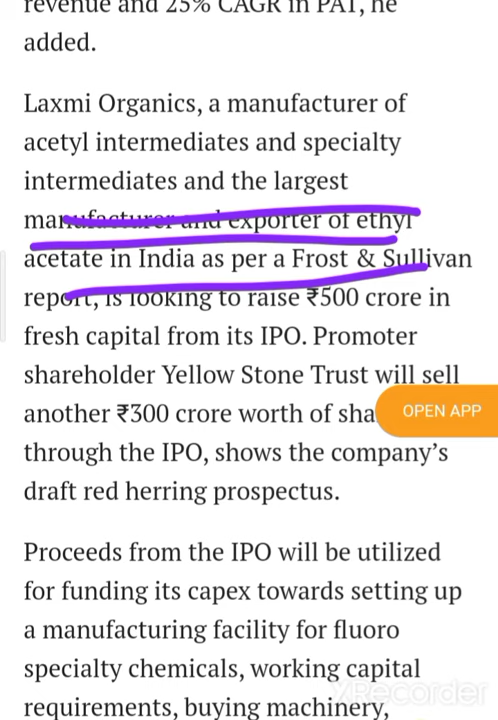 revenue and 25% CAGR in PAT, he
added.
Laxmi Organics, a manufacturer of
acetyl intermediates and specialty
intermediates and the largest
manufacturer and exporter of ethyl
acetate in India as per a Frost & Sullivan
report, is looking to raise ₹500 crore in
fresh capital from its IPO. Promoter
shareholder Yellow Stone Trust will sell
another ₹300 crore worth of sha
OPEN APP
through the IPO, shows the company’s
draft red herring prospectus.
Proceeds from the IPO will be utilized
for funding its capex towards setting up
a manufacturing facility for fluoro
specialty chemicals, working capital
requirements, buying machinery,
XRecorder